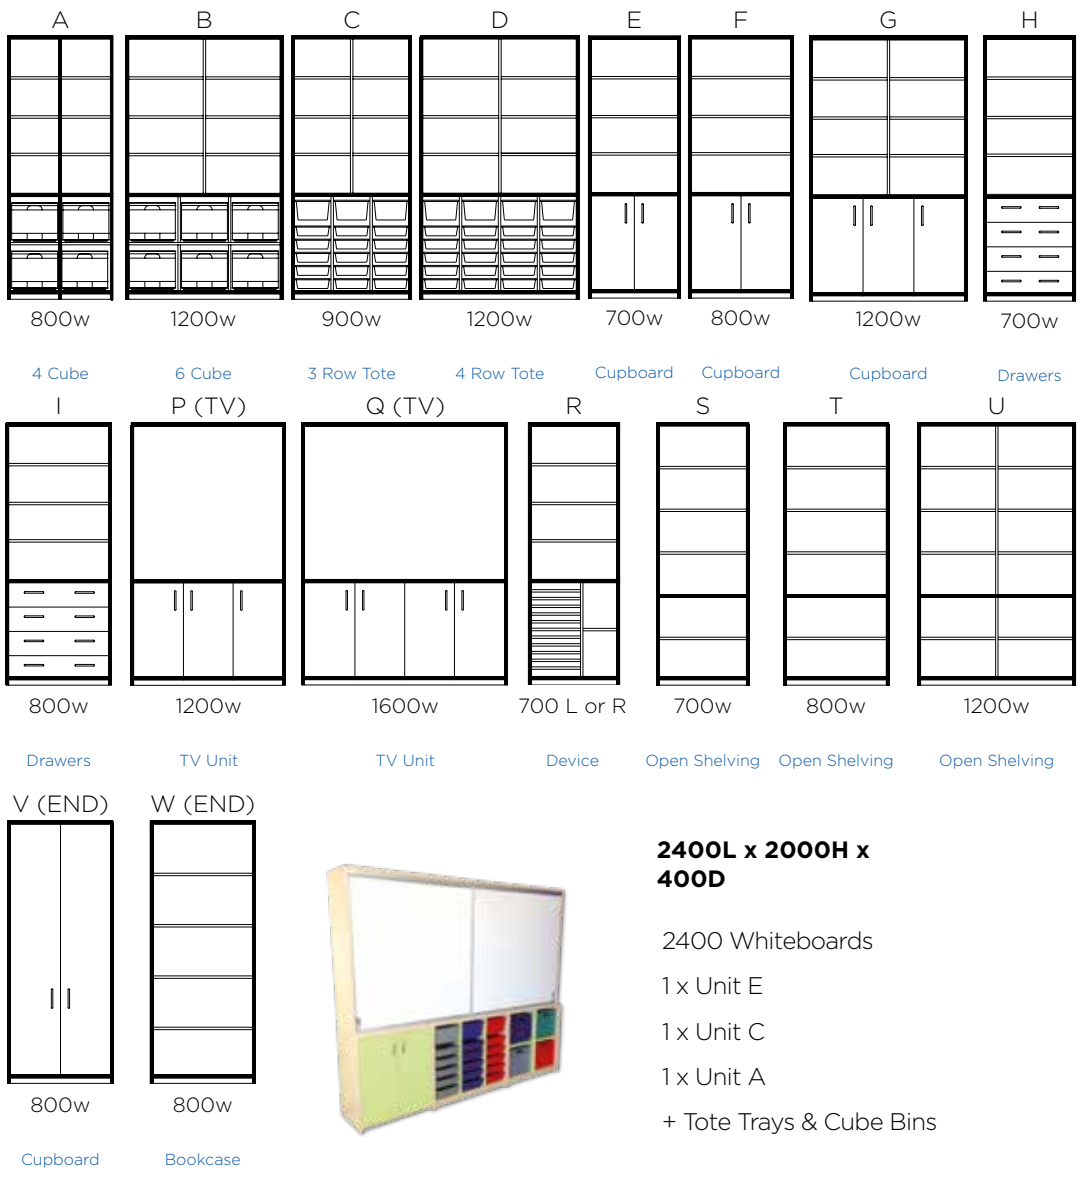 A B C D E F G H
800w 1200w 900w 1200w 700w 800w 1200w 700w
4 Cube 6 Cube 3 Row Tote 4 Row Tote Cupboard Cupboard Cupboard Drawers
I P (TV) Q (TV) R S T U
800w 1200w 1600w 700 L or R 700w 800w 1200w
Drawers TV Unit TV Unit Device Open Shelving Open Shelving Open Shelving
V (END) W (END)
800w 800w
Cupboard Bookcase
2400L x 2000H x
400D
2400 Whiteboards
1 x Unit E
1 x Unit C
1 x Unit A
+ Tote Trays & Cube Bins